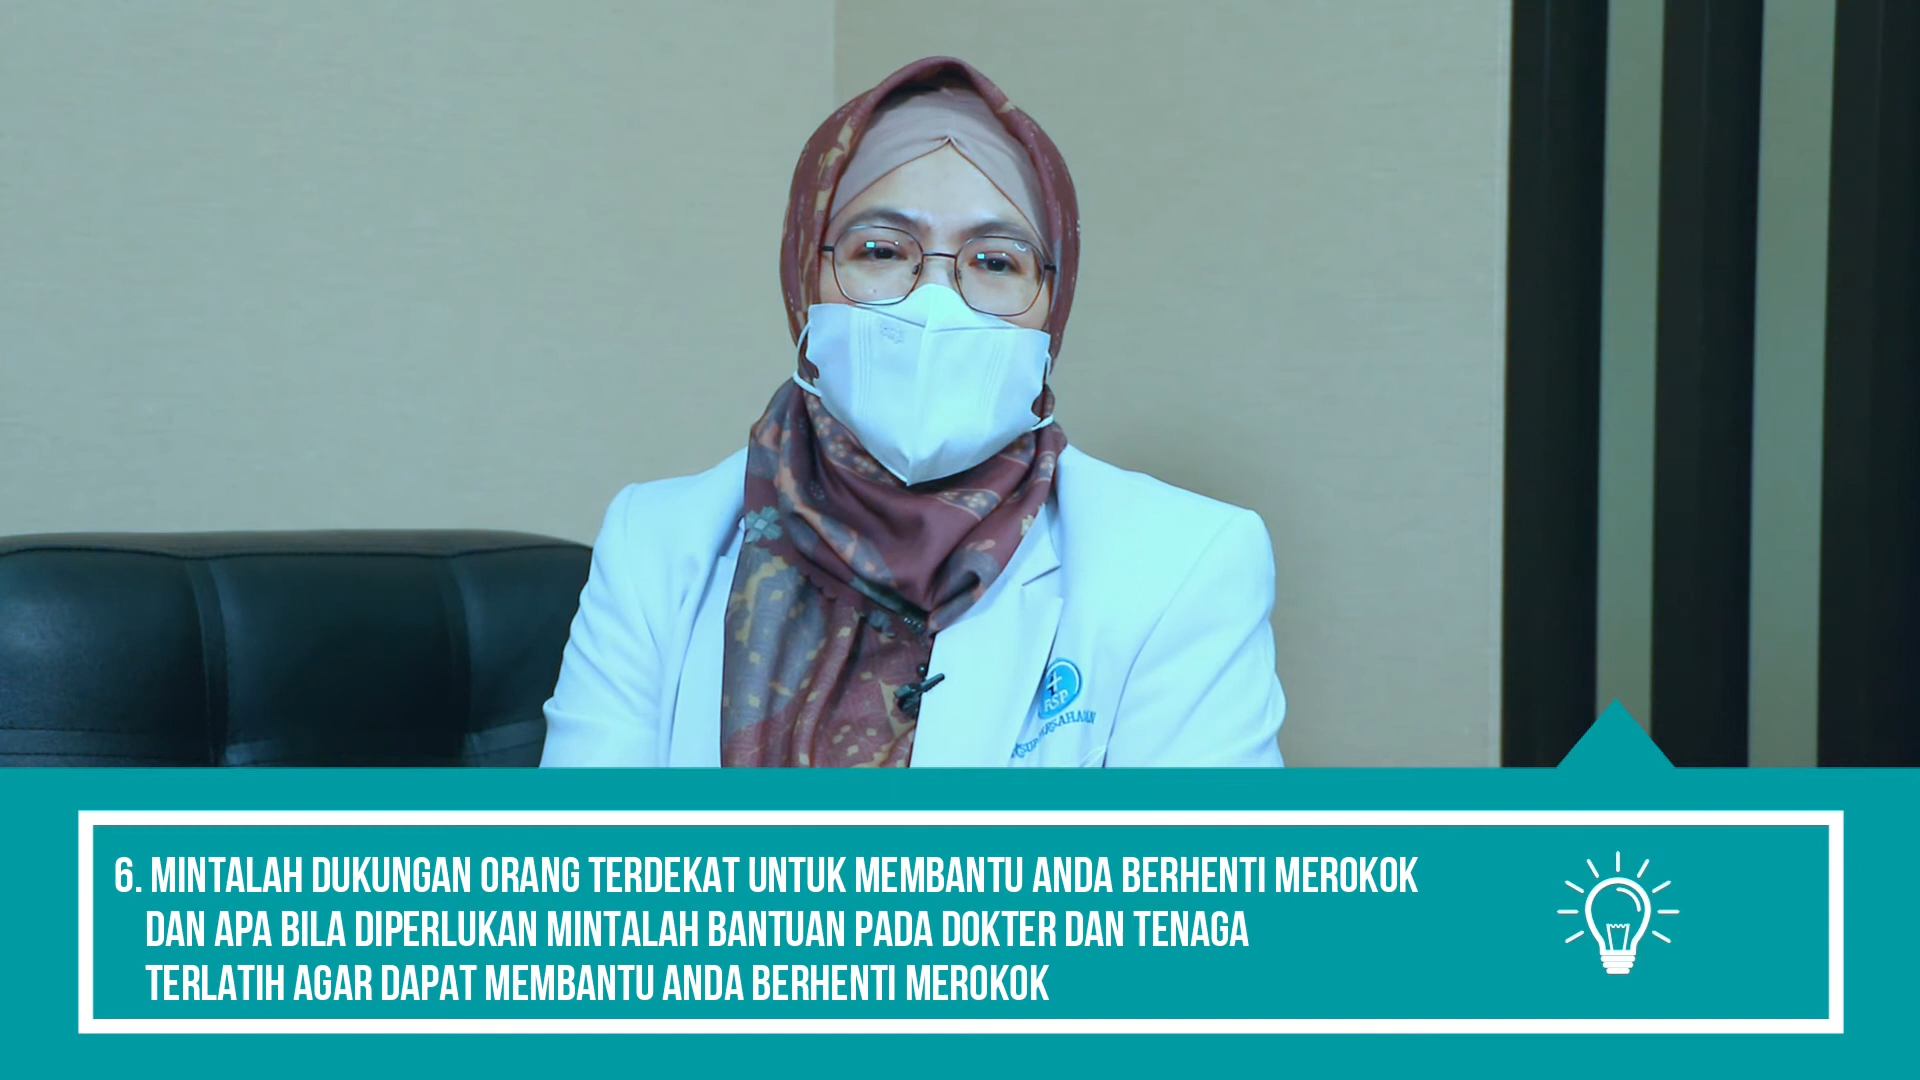 RSP
6. MINTALAH DUKUNGAN ORANG TERDEKAT UNTUK MEMBANTU ANDA BERHENTI MEROKOK
DAN APA BILA DIPERLUKAN MINTALAH BANTUAN PADA DOKTER DAN TENAGA
TERLATIH AGAR DAPAT MEMBANTU ANDA BERHENTI MEROKOK